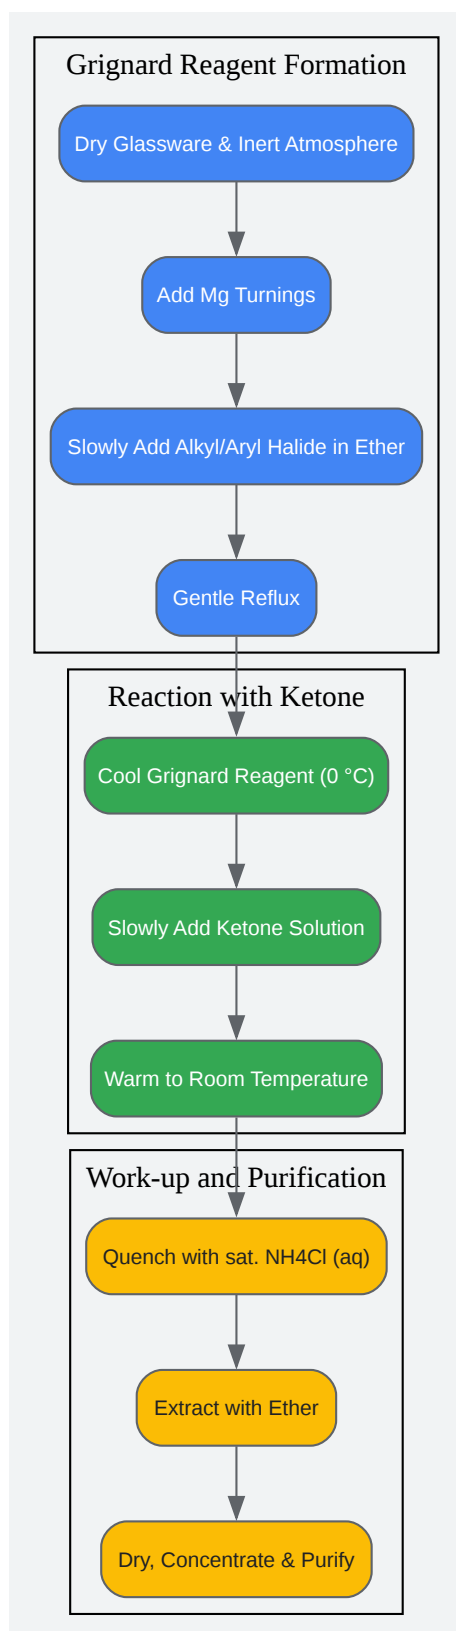 Grignard Reagent Formation
Dry Glassware & Inert Atmosphere
Add Mg Turnings
Slowly Add Alkyl/Aryl Halide in Ether
Gentle Reflux
Reaction with Ketone
Cool Grignard Reagent (0 °C)
Slowly Add Ketone Solution
Warm to Room Temperature
Work-up and Purification
Quench with sat. NH4Cl (aq)
Extract with Ether
Dry, Concentrate & Purify